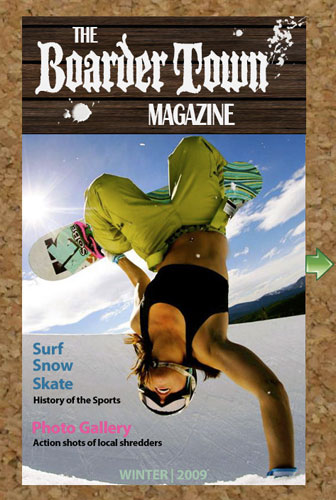 THE
Boarder Town
MAGAZINE
Surf
Snow
Skate
History of the Sports
Photo Gallery
Action shots of local shredders
WINTER | 2009